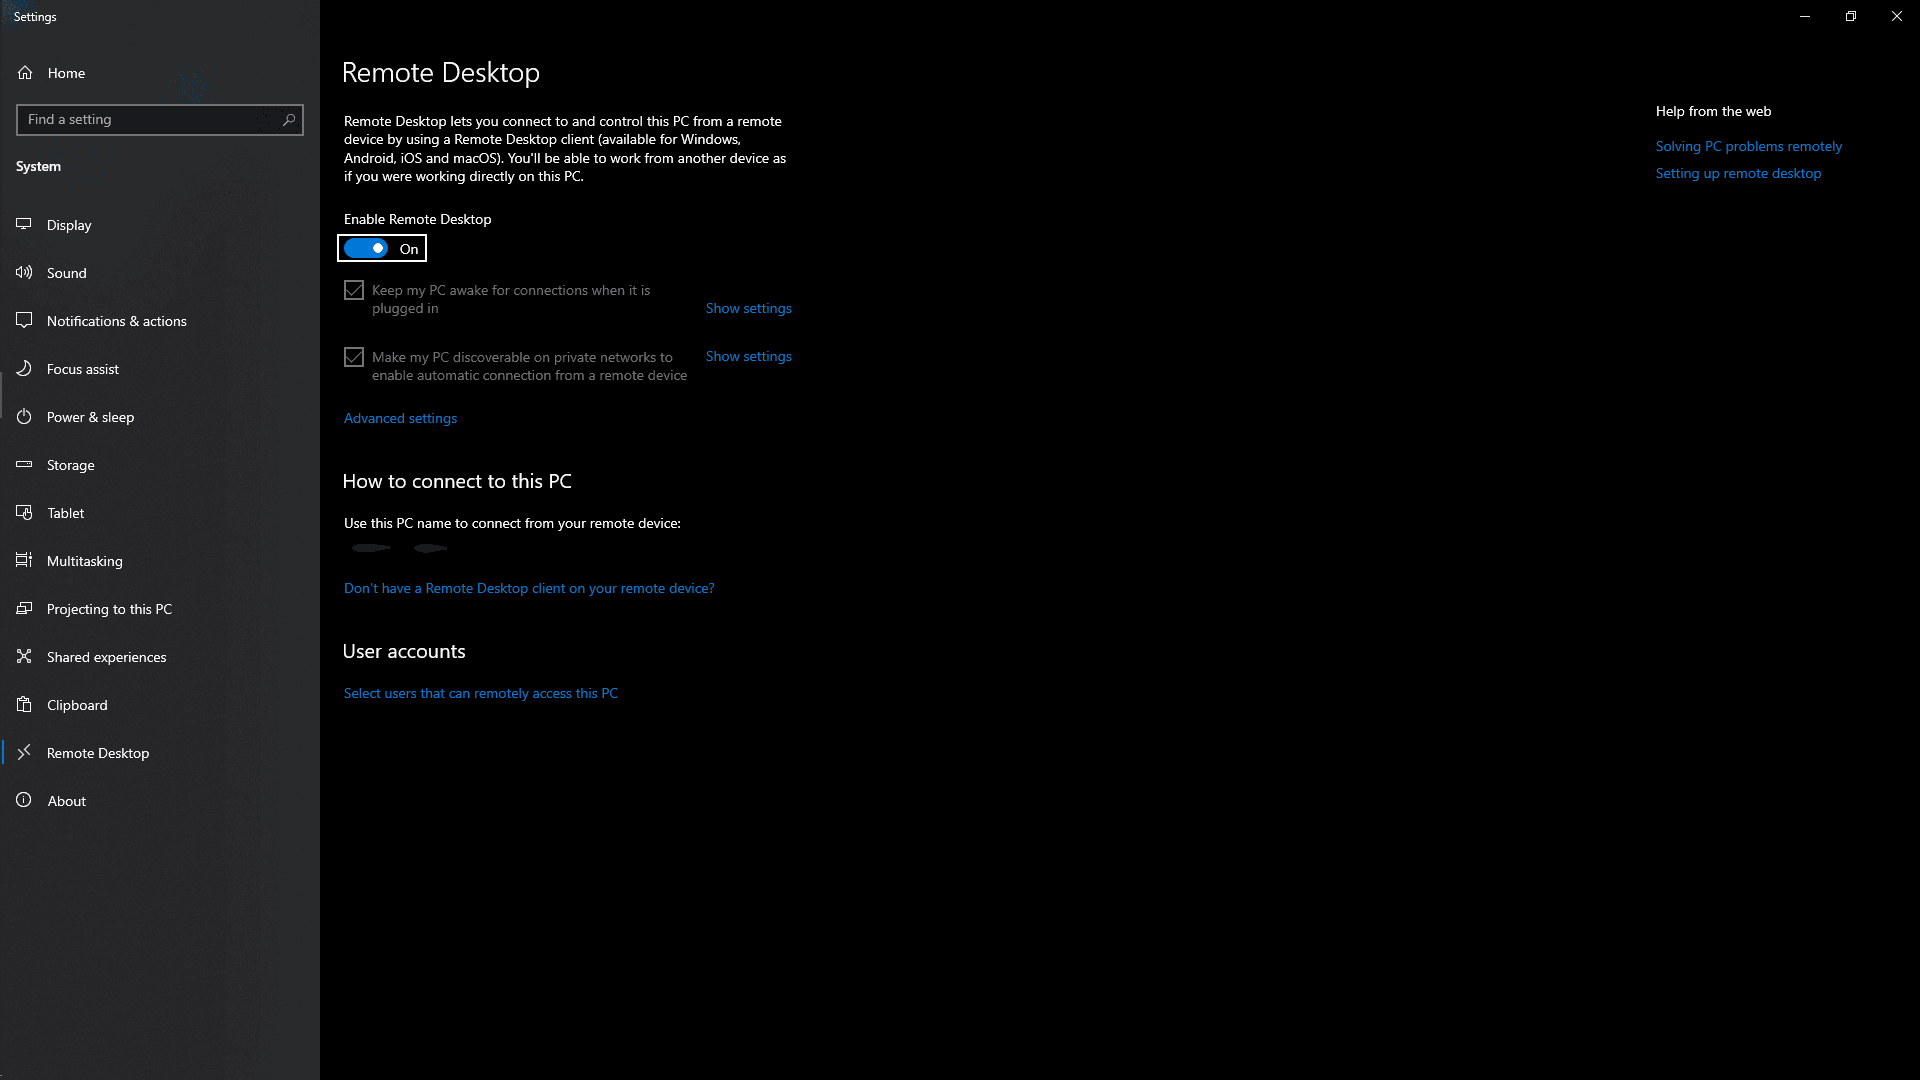 Settings
Home
Find a setting
System
Display
Sound
Notifications & actions
Focus assist
Power & sleep
Storage
Tablet
Multitasking
Projecting to this PC
Shared experiences
Clipboard
Remote Desktop
About
Remote Desktop
Remote Desktop lets you connect to and control this PC from a remote
device by using a Remote Desktop client (available for Windows,
Android, iOS and macOS). You'll be able to work from another device as
if you were working directly on this PC.
Enable Remote Desktop
On
Keep my PC awake for connections when it is
plugged in
Show settings
Make my PC discoverable on private networks to
enable automatic connection from a remote device
Show settings
Advanced settings
How to connect to this PC
Use this PC name to connect from your remote device:
Don't have a Remote Desktop client on your remote device?
User accounts
Select users that can remotely access this PC
Help from the web
Solving PC problems remotely
Setting up remote desktop